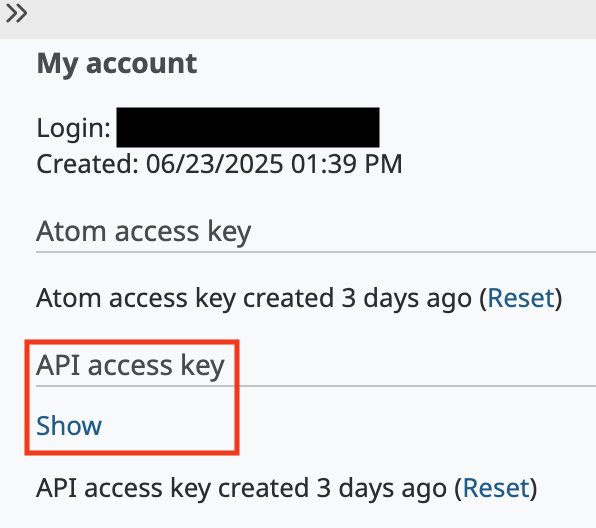 My account
Login:
Created: 06/23/2025 01:39 PM
Atom access key
Atom access key created 3 days ago (Reset)
API access key
Show
API access key created 3 days ago (Reset)